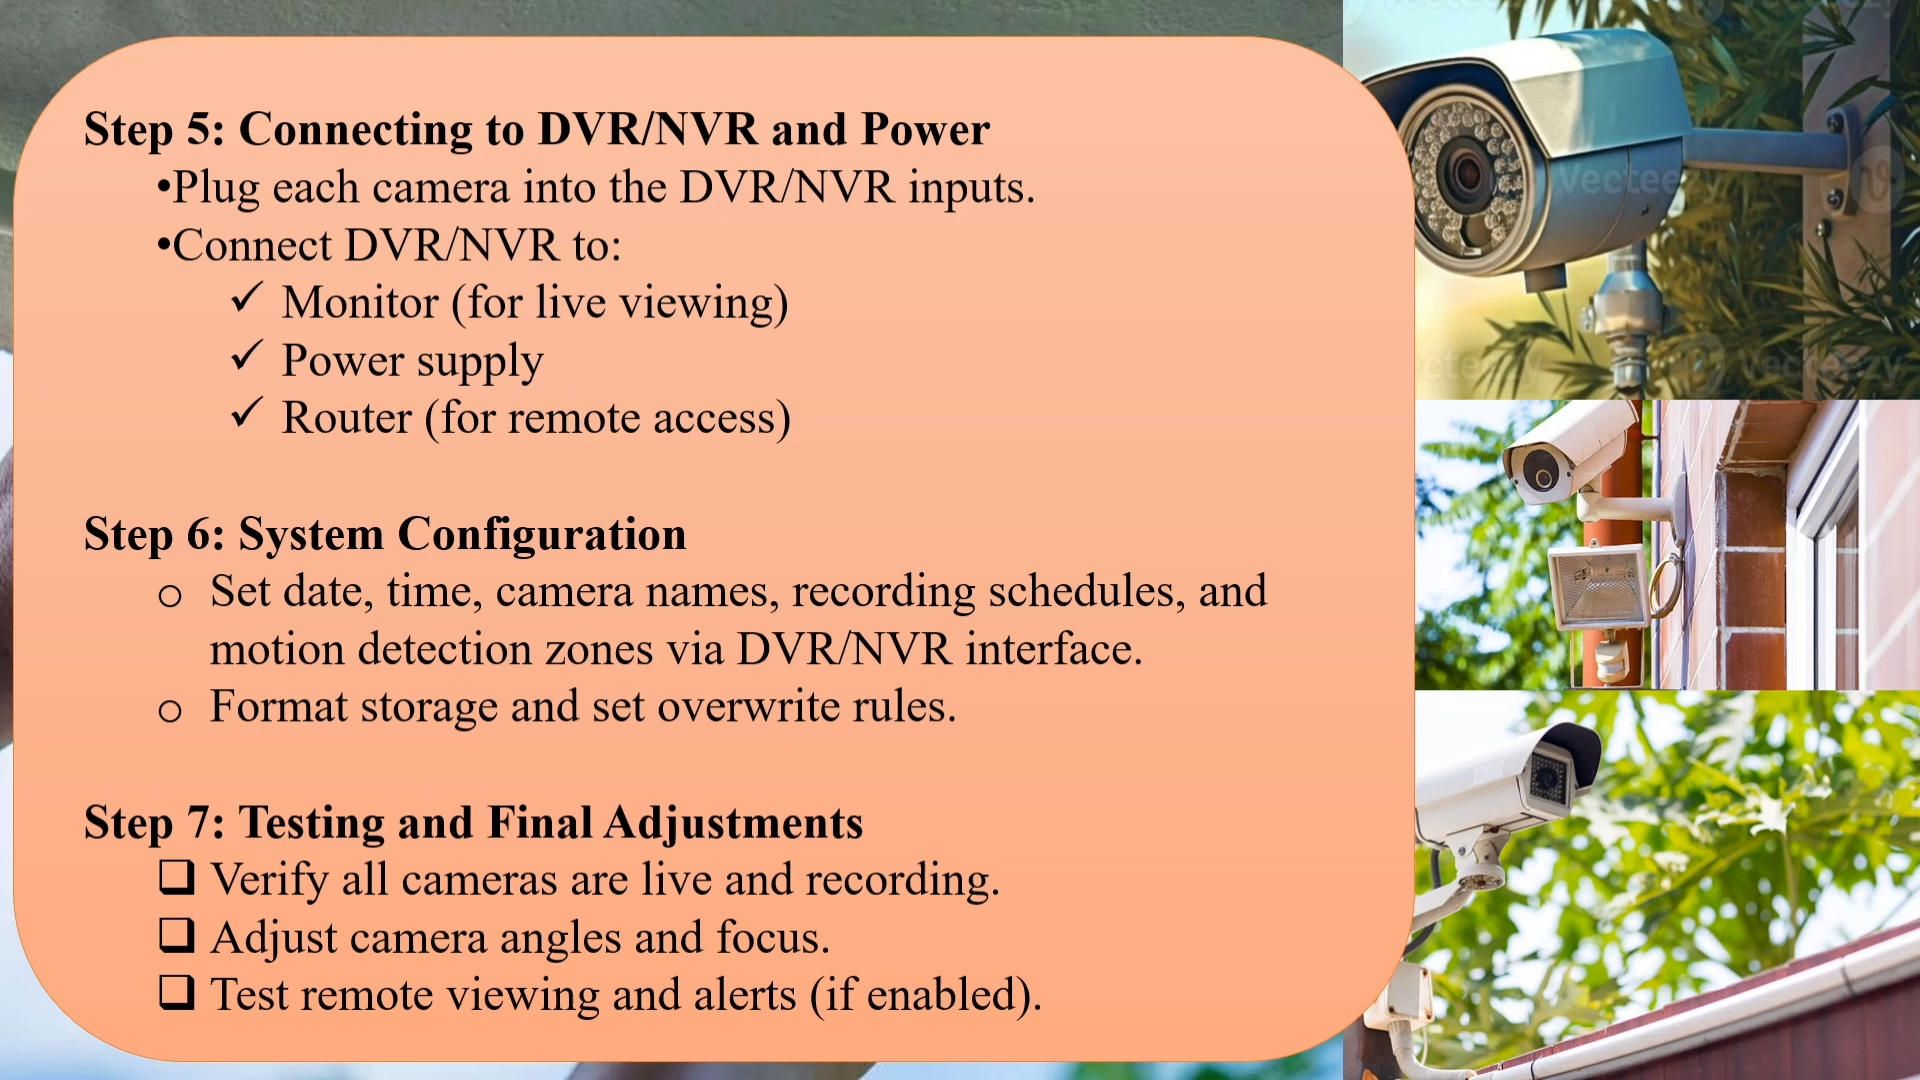 Step 5: Connecting to DVR/NVR and Power
•Plug each camera into the DVR/NVR inputs.
•Connect DVR/NVR to:
✓ Monitor (for live viewing)
✓ Power supply
✓ Router (for remote access)
Step 6: System Configuration
o Set date, time, camera names, recording schedules, and
motion detection zones via DVR/NVR interface.
o Format storage and set overwrite rules.
Step 7: Testing and Final Adjustments
❑ Verify all cameras are live and recording.
❑ Adjust camera angles and focus.
❑ Test remote viewing and alerts (if enabled).